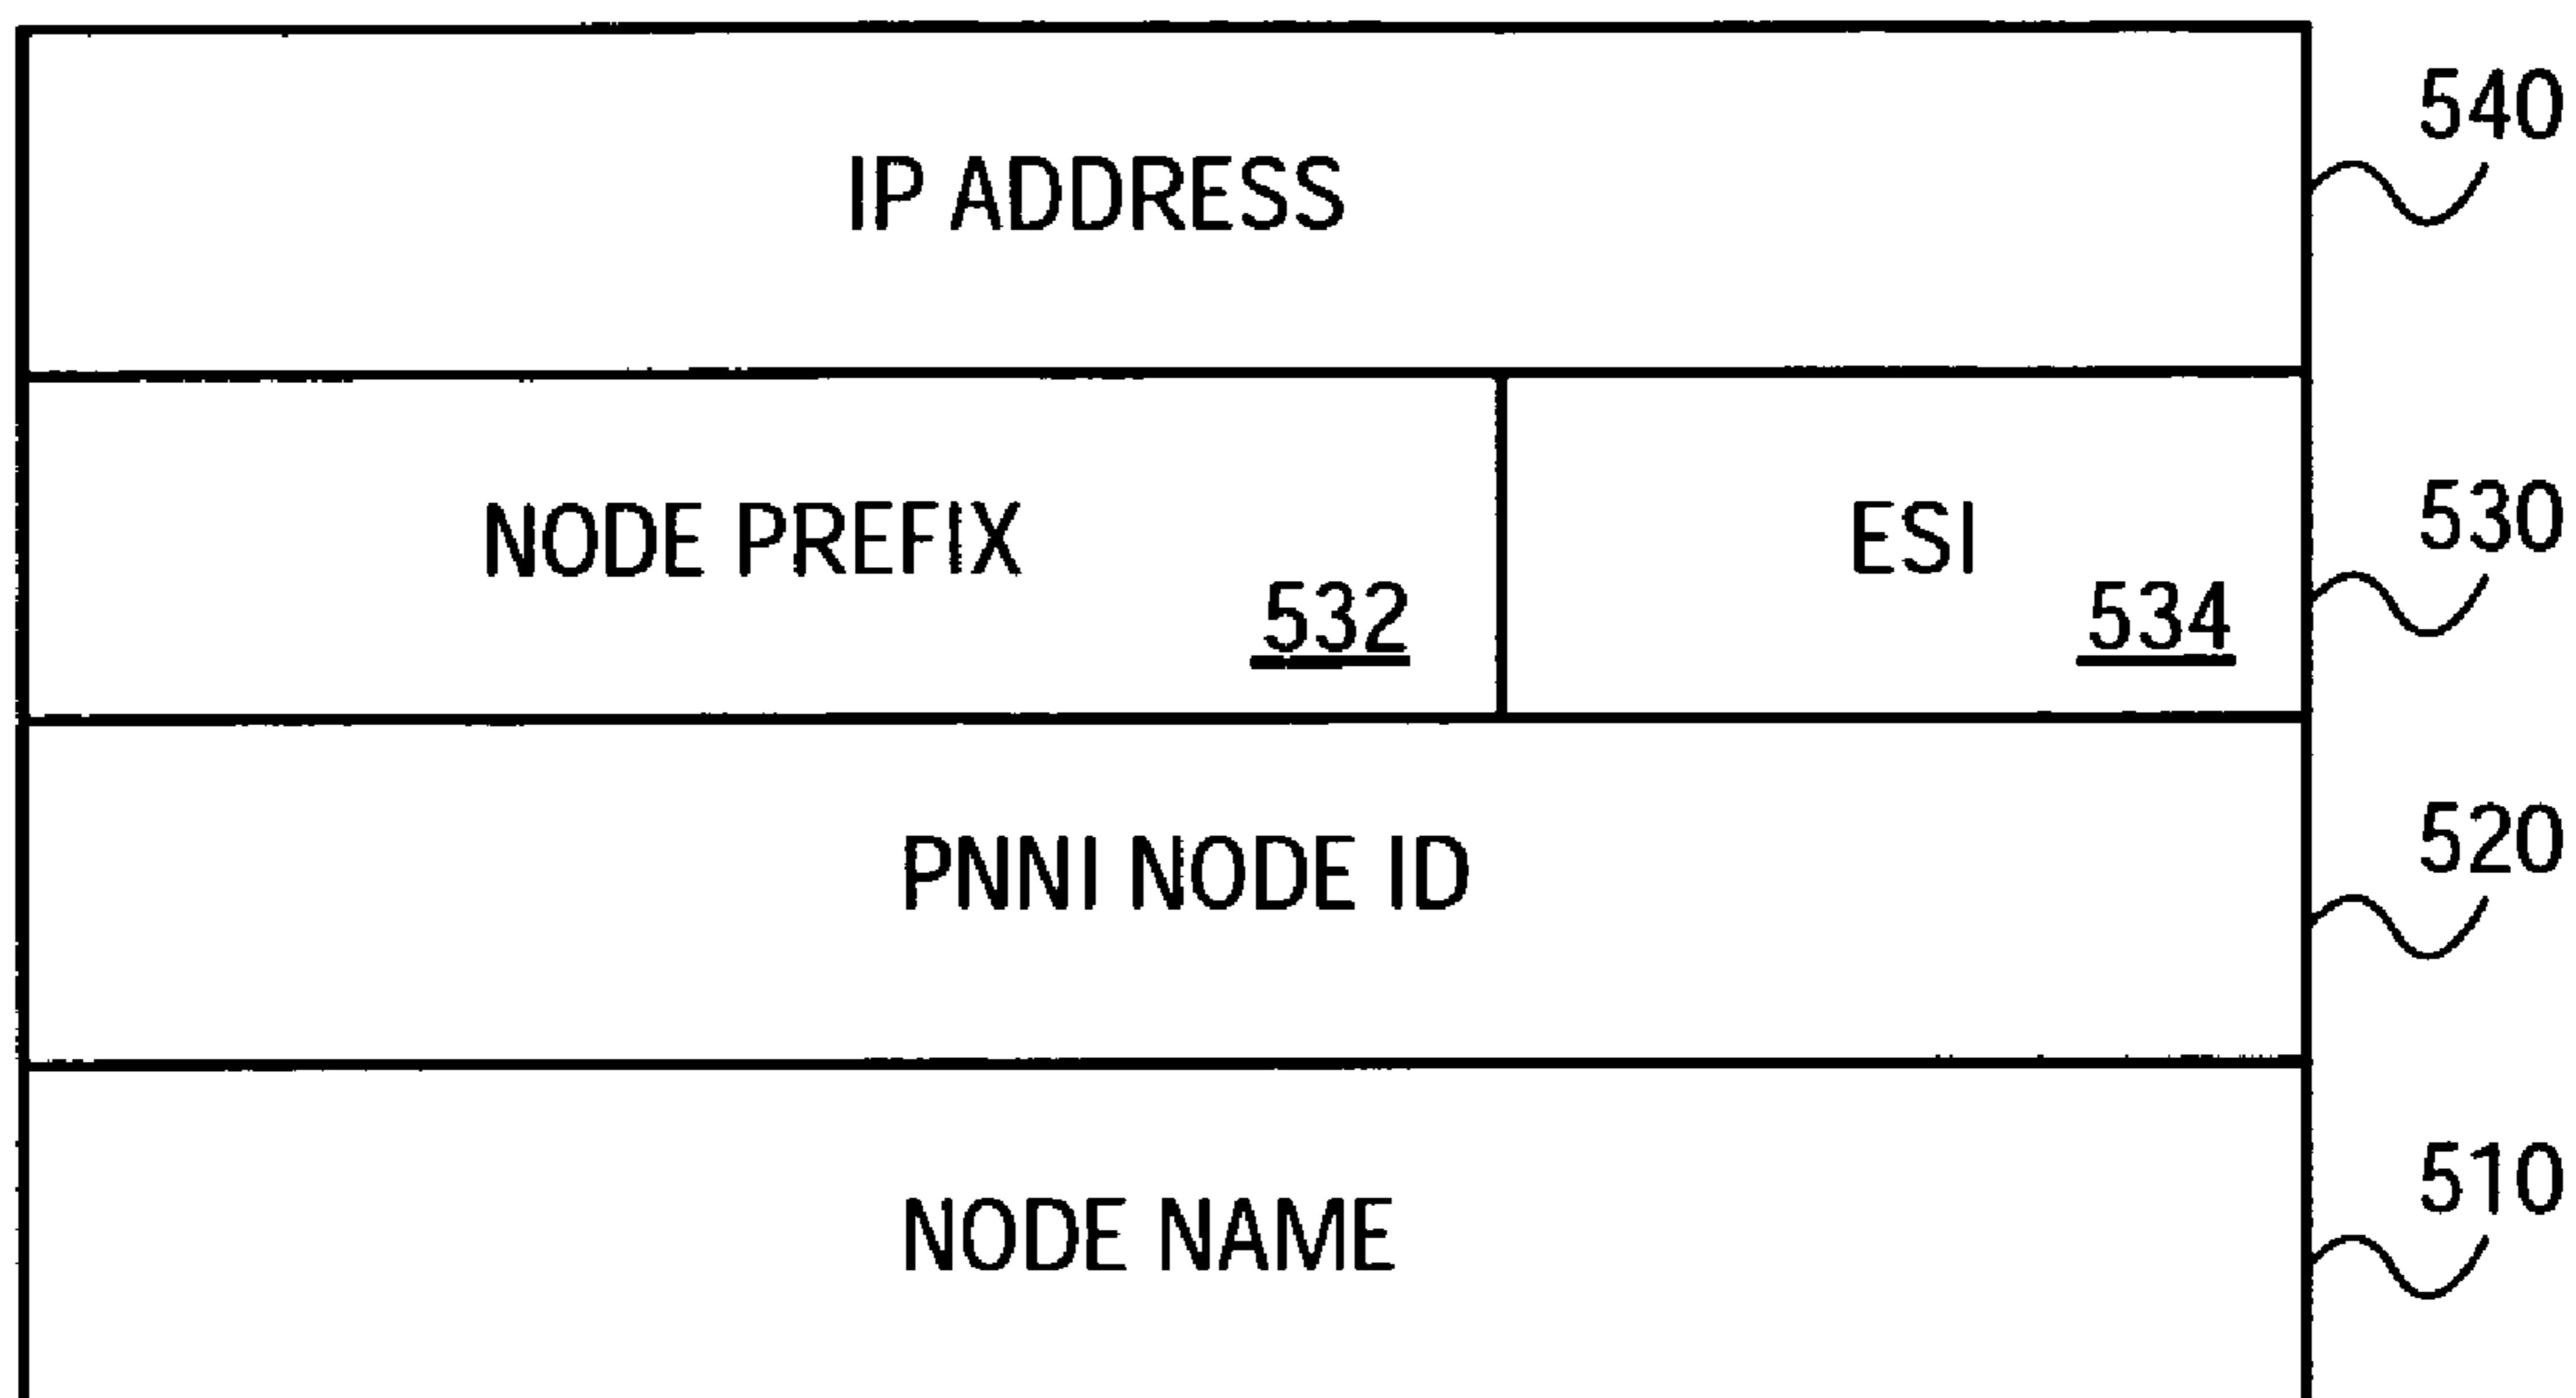 540
IP ADDRESS
530
NODE PREFIX
ESI
532
534
520
PNNI NODE ID
510
NODE NAME